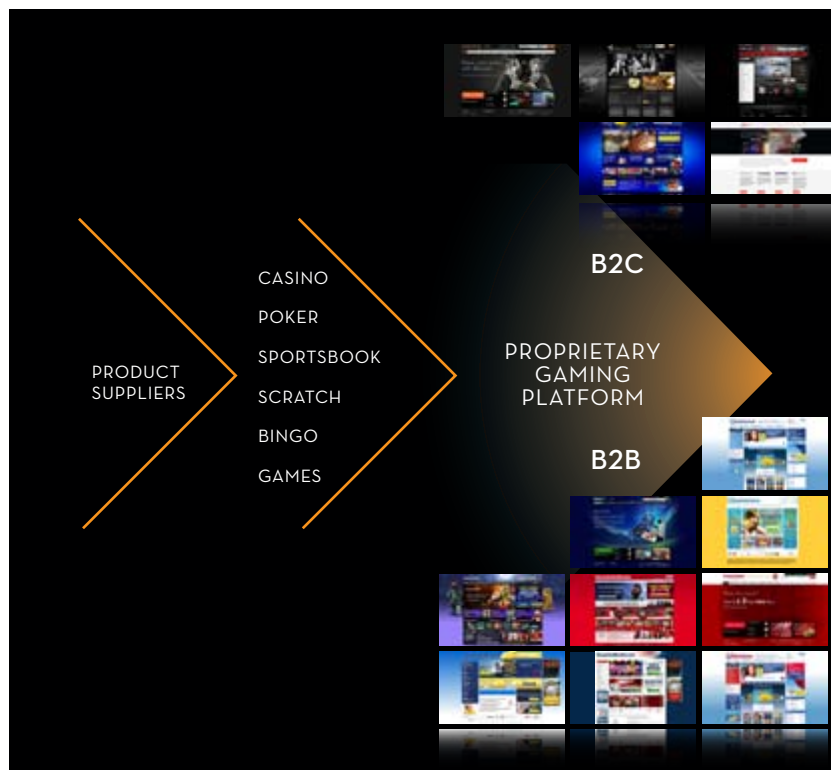 PRODUCT
SUPPLIERS
CASINO
POKER
SPORTSBOOK
SCRATCH
BINGO
GAMES
B2C
PROPRIETARY
GAMING
PLATFORM
B2B